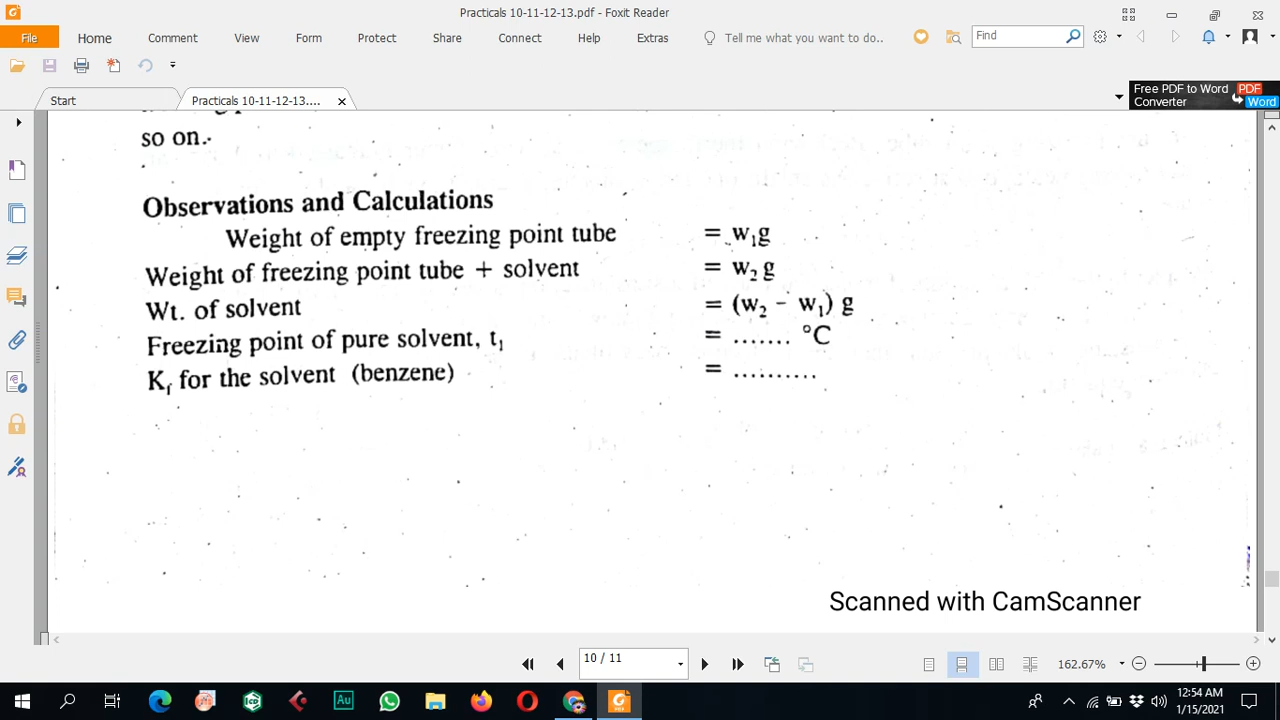 Practicals 10-11-12-13.pdf - Foxit Reader
File Home Comment View Form Protect Share Connect Help Extras Tell me what you want to do.. Find
Start Practicals 10-11-12-13....
Free PDF to Word
Converter
PDF
Word
so on.
Observations and Calculations
Weight of empty freezing point tube = w₁g
Weight of freezing point tube + solvent = w₂ g
Wt. of solvent = (w₂ − w₁) g
Freezing point of pure solvent, t₁ = ....... °C
Kf for the solvent (benzene) = ..........
Scanned with CamScanner
10 / 11
162.67%
Au
12:54 AM
1/15/2021